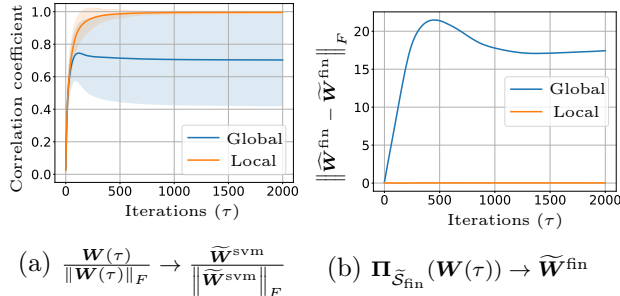 Correlation coefficient
1.0
0.8
0.6
0.4
0.2
0.0
Global
Local
0 500 1000 1500 2000
Iterations (τ)
‖Ŵ^fin − W̃^fin‖_F
20
15
10
5
0
Global
Local
0 500 1000 1500 2000
Iterations (τ)
(a) W(τ)/‖W(τ)‖_F → W̃^svm/‖W̃^svm‖_F
(b) Π_S̃_fin (W(τ)) → W̃^fin